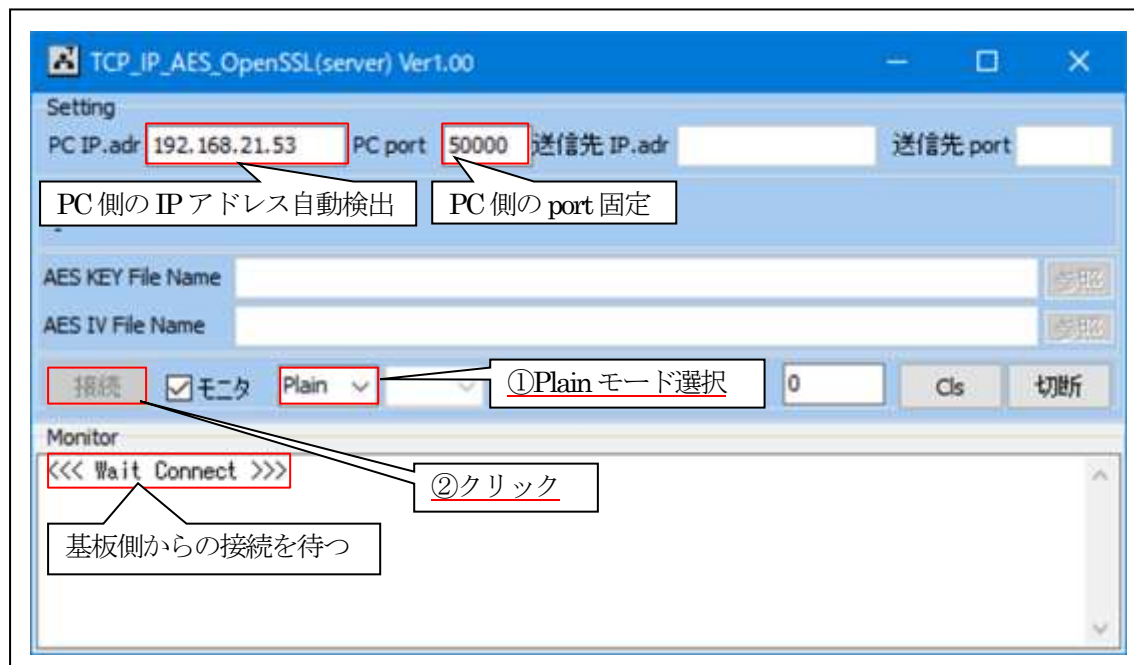 TCP_IP_AES_OpenSSL(server) Ver1.00
Setting
PC IP.adr 192.168.21.53 PC port 50000 送信先 IP.adr 送信先 port
PC側のIPアドレス自動検出 PC側のport固定
-
AES KEY File Name 参照
AES IV File Name 参照
接続 モニタ Plain ①Plainモード選択 0 Cls 切断
Monitor
<<< Wait Connect >>>
②クリック
基板側からの接続を待つ